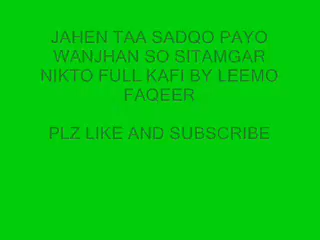 JAHEN TAA SADQO PAYO
WANJHAN SO SITAMGAR
NIKTO FULL KAFI BY LEEMO
FAQEER
PLZ LIKE AND SUBSCRIBE